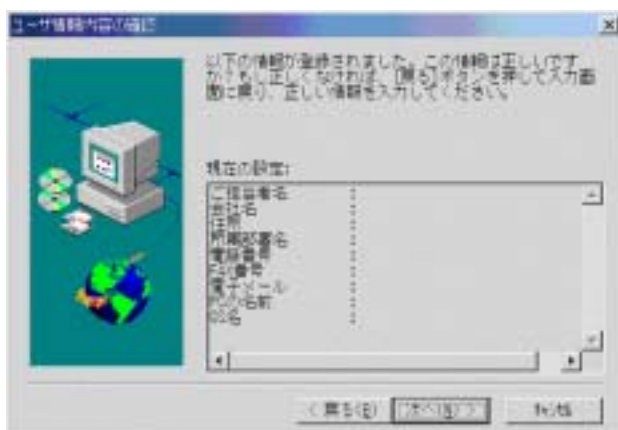 ユーザ情報内容の確認
以下の情報が登録されました。この情報は正しいです
か?もし正しくなければ、[戻る]ボタンを押して入力画
面に戻り、正しい情報を入力してください。
現在の設定:
ご担当者名 :
会社名 :
住所 :
所属部署名 :
電話番号 :
FAX番号 :
電子メール :
PCの名前 :
OS名 :
< 戻る(B)
次へ(N) >
キャンセル